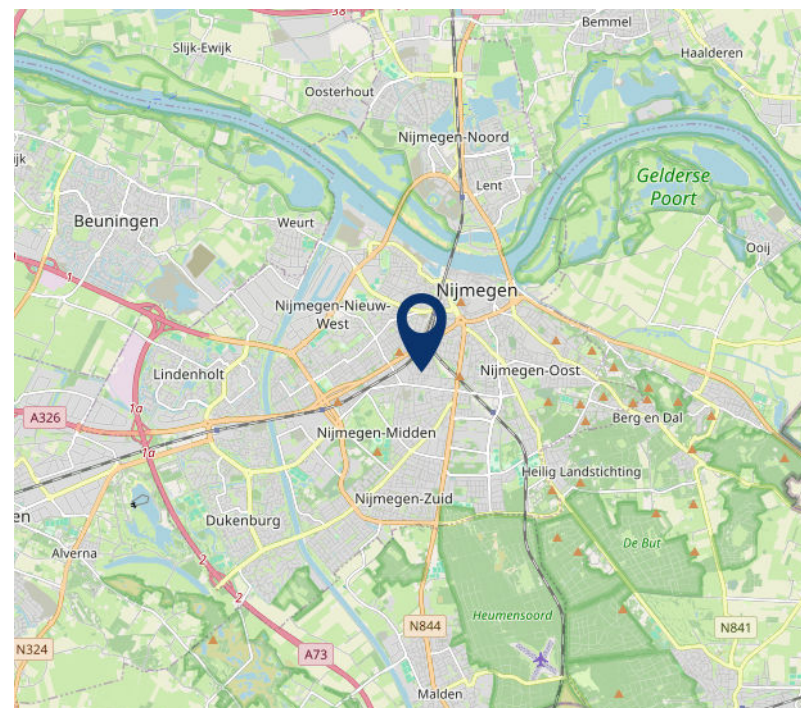 38
Bemmel
Slijk-Ewijk
Haalderen
Oosterhout
Nijmegen-Noord
Lent
Gelderse
Poort
Beuningen
Weurt
Ooij
1
Nijmegen
Nijmegen-Nieuw-
West
Lindenholt
Nijmegen-Oost
1a
A326
Berg en Dal
1a
Nijmegen-Midden
Heilig Landstichting
Nijmegen-Zuid
Dukenburg
De But
Alverna
2
2
Heumensoord
N844
N841
N324
A73
Malden